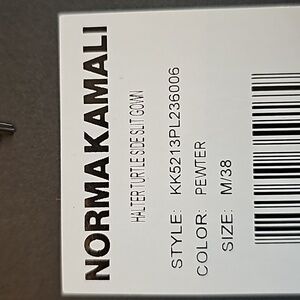 NORMA KAMALI
HALTER TURTLE SIDE SLIT GOWN
STYLE: KK5213PL236006
COLOR: PEWTER
SIZE: M/38